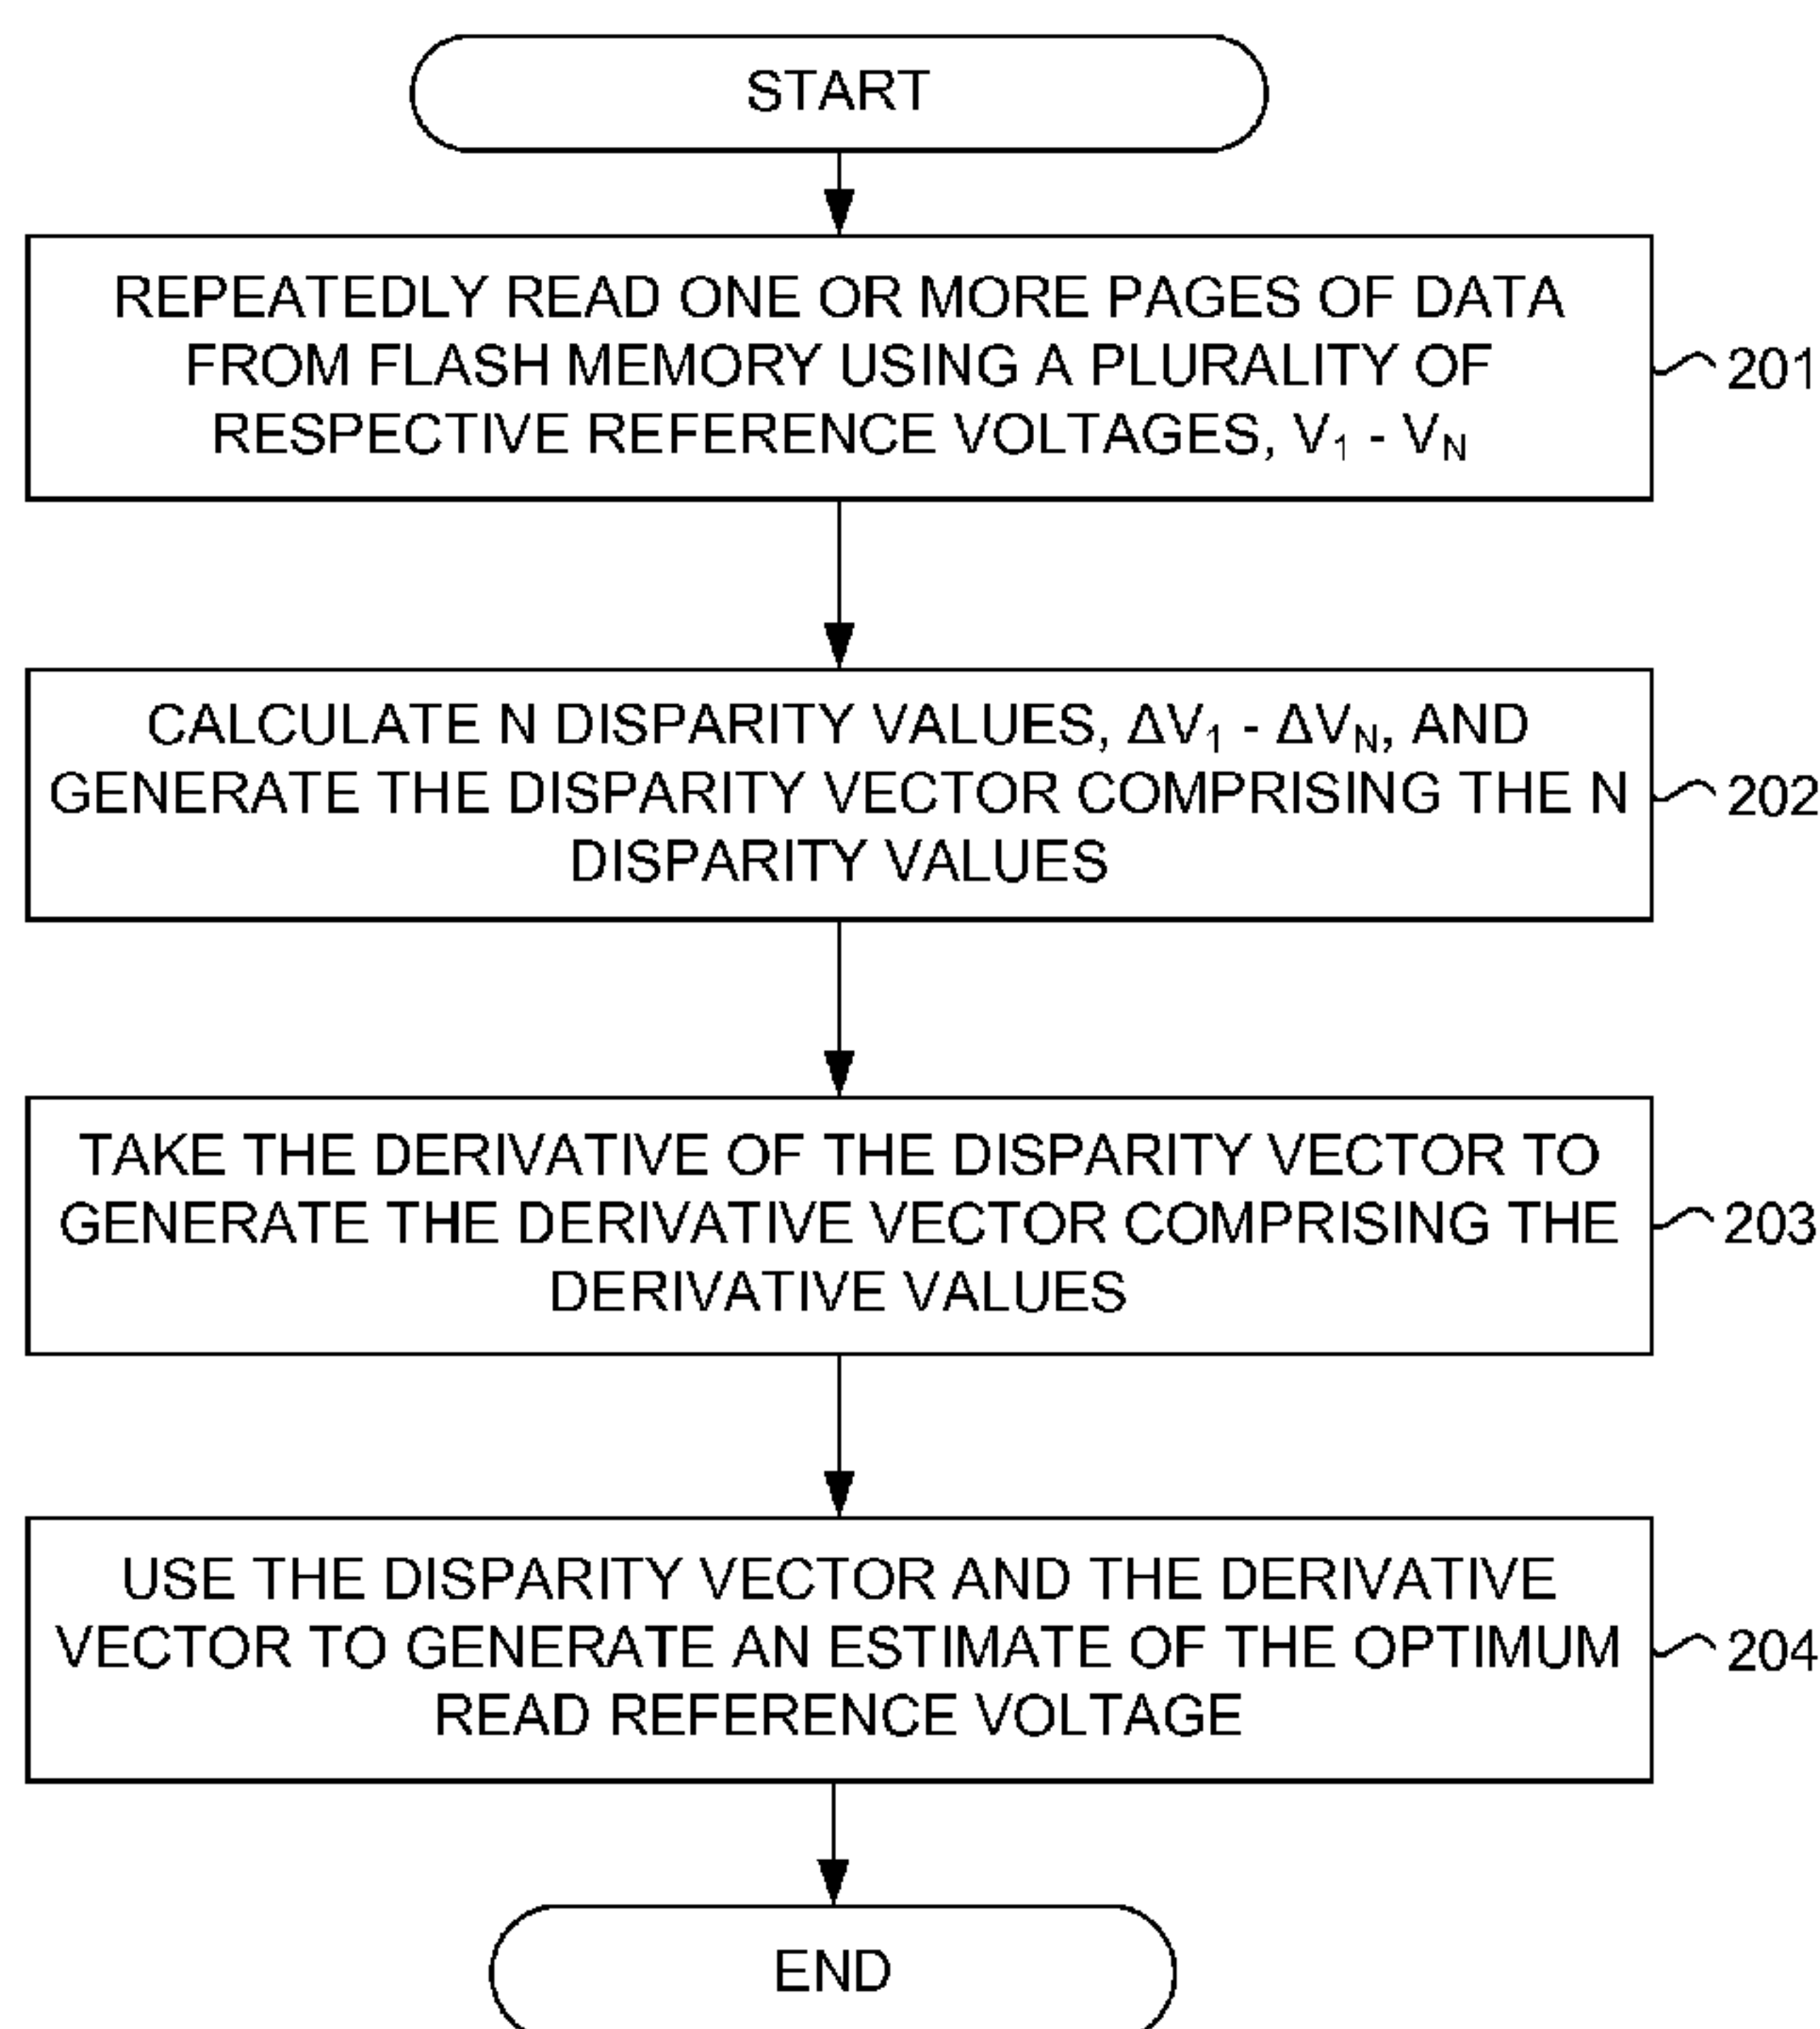 START
REPEATEDLY READ ONE OR MORE PAGES OF DATA
FROM FLASH MEMORY USING A PLURALITY OF
RESPECTIVE REFERENCE VOLTAGES, V₁ - V_N
201
CALCULATE N DISPARITY VALUES, ΔV₁ - ΔV_N, AND
GENERATE THE DISPARITY VECTOR COMPRISING THE N
DISPARITY VALUES
202
TAKE THE DERIVATIVE OF THE DISPARITY VECTOR TO
GENERATE THE DERIVATIVE VECTOR COMPRISING THE
DERIVATIVE VALUES
203
USE THE DISPARITY VECTOR AND THE DERIVATIVE
VECTOR TO GENERATE AN ESTIMATE OF THE OPTIMUM
READ REFERENCE VOLTAGE
204
END